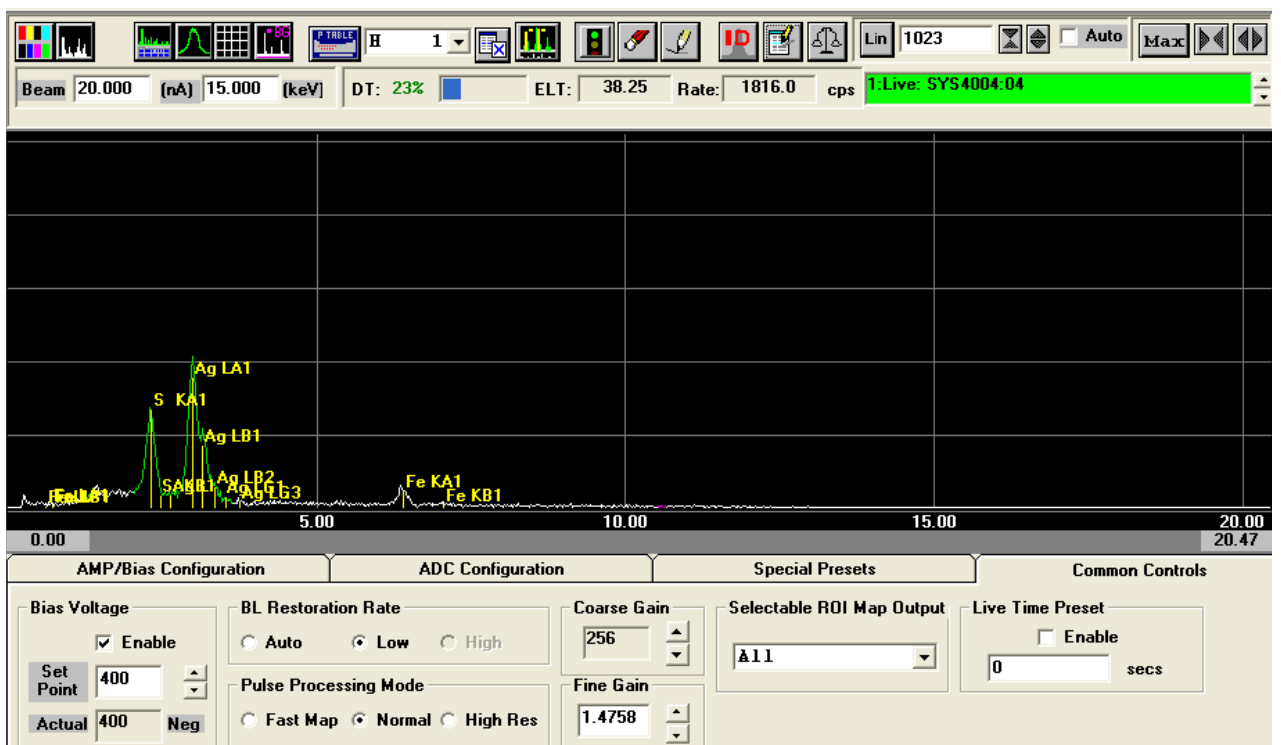 P TABLE H 1 BG ID Lin 1023 Auto Max
Beam 20.000 (nA) 15.000 (keV) DT: 23% ELT: 38.25 Rate: 1816.0 cps 1:Live: SYS4004:04
Ag LA1
S KA1
Ag LB1
Ag LB2
Fe KA1
Ag LG3
Fe KB1
5.00 10.00 15.00 20.00
0.00 20.47
AMP/Bias Configuration ADC Configuration Special Presets Common Controls
Bias Voltage BL Restoration Rate Coarse Gain Selectable ROI Map Output Live Time Preset
Enable Auto Low High 256 All Enable
Set Point 400 0 secs
Pulse Processing Mode Fine Gain
Actual 400 Neg Fast Map Normal High Res 1.4758